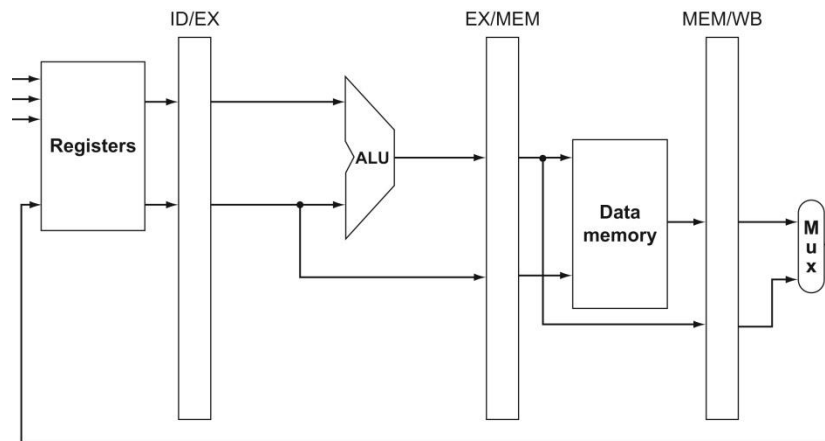 ID/EX
EX/MEM
MEM/WB
Registers
ALU
Data
memory
M
u
x